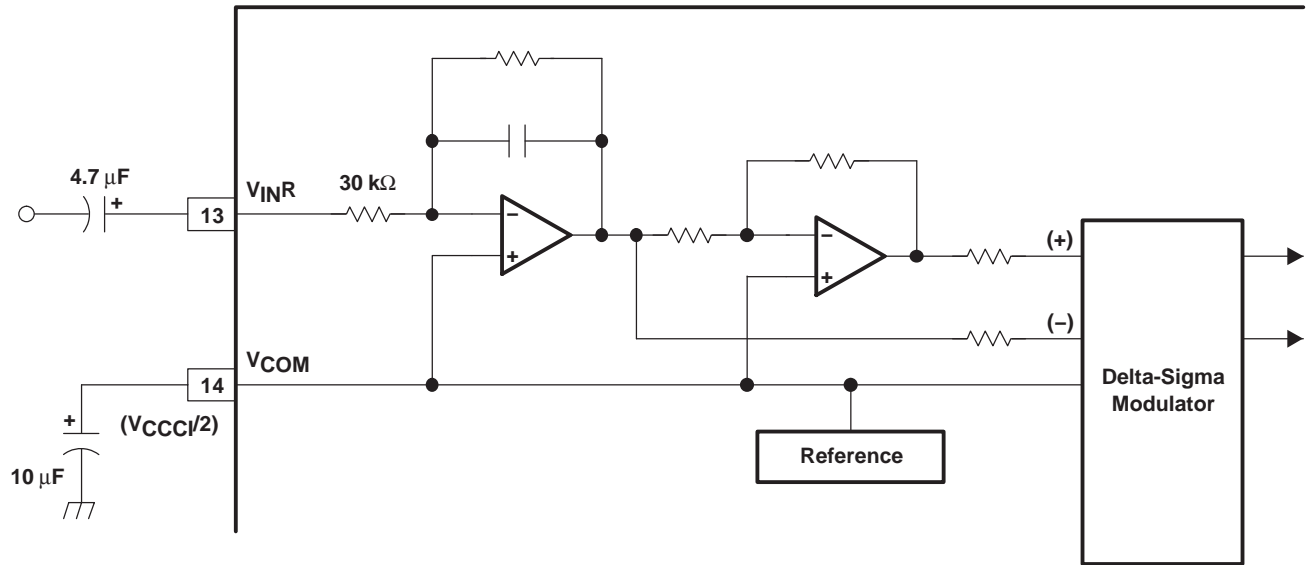 4.7 μF
+
13
VINR
30 kΩ
−
+
−
+
(+)
(−)
VCOM
14
(VCCCI/2)
+
10 μF
Reference
Delta-Sigma
Modulator